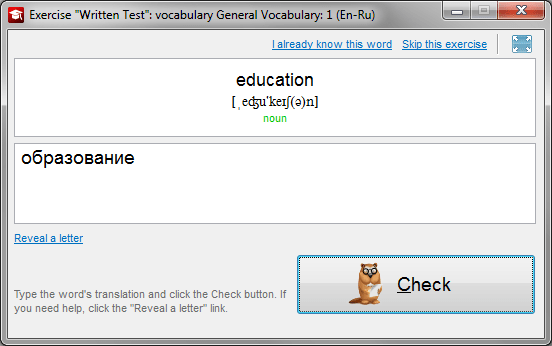 Exercise "Written Test": vocabulary General Vocabulary: 1 (En-Ru)
I already know this word Skip this exercise
education
[ˌeʤu'keɪʃ(ə)n]
noun
образование
Reveal a letter
Check
Type the word's translation and click the Check button. If
you need help, click the "Reveal a letter" link.